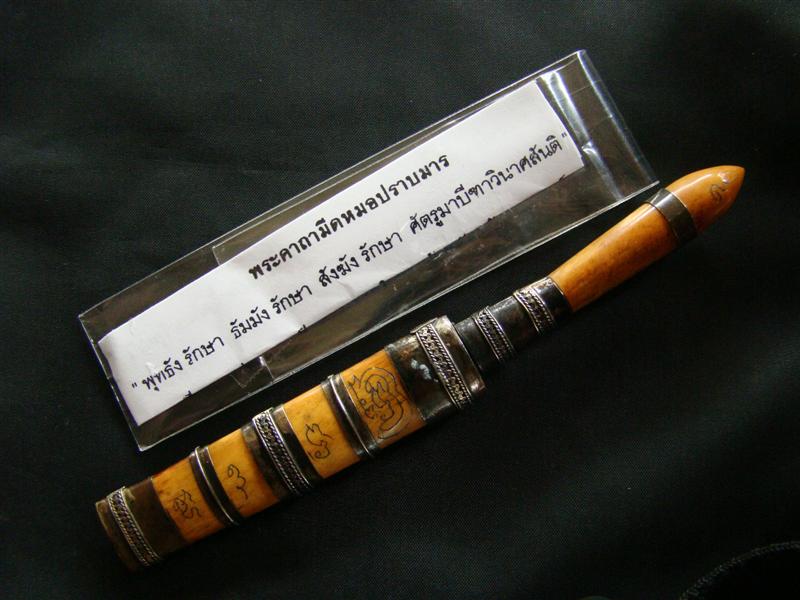 พระคาถามีดหมอปราบมาร
" พุทธัง รักษา ธัมมัง รักษา สังฆัง รักษา ศัตรูมาบีฑาวินาศสันติ"